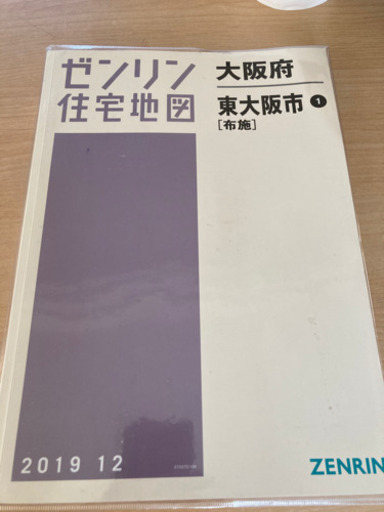 ゼンリン
住宅地図
大阪府
東大阪市 ❶
[布施]
2019 12
ZENRIN